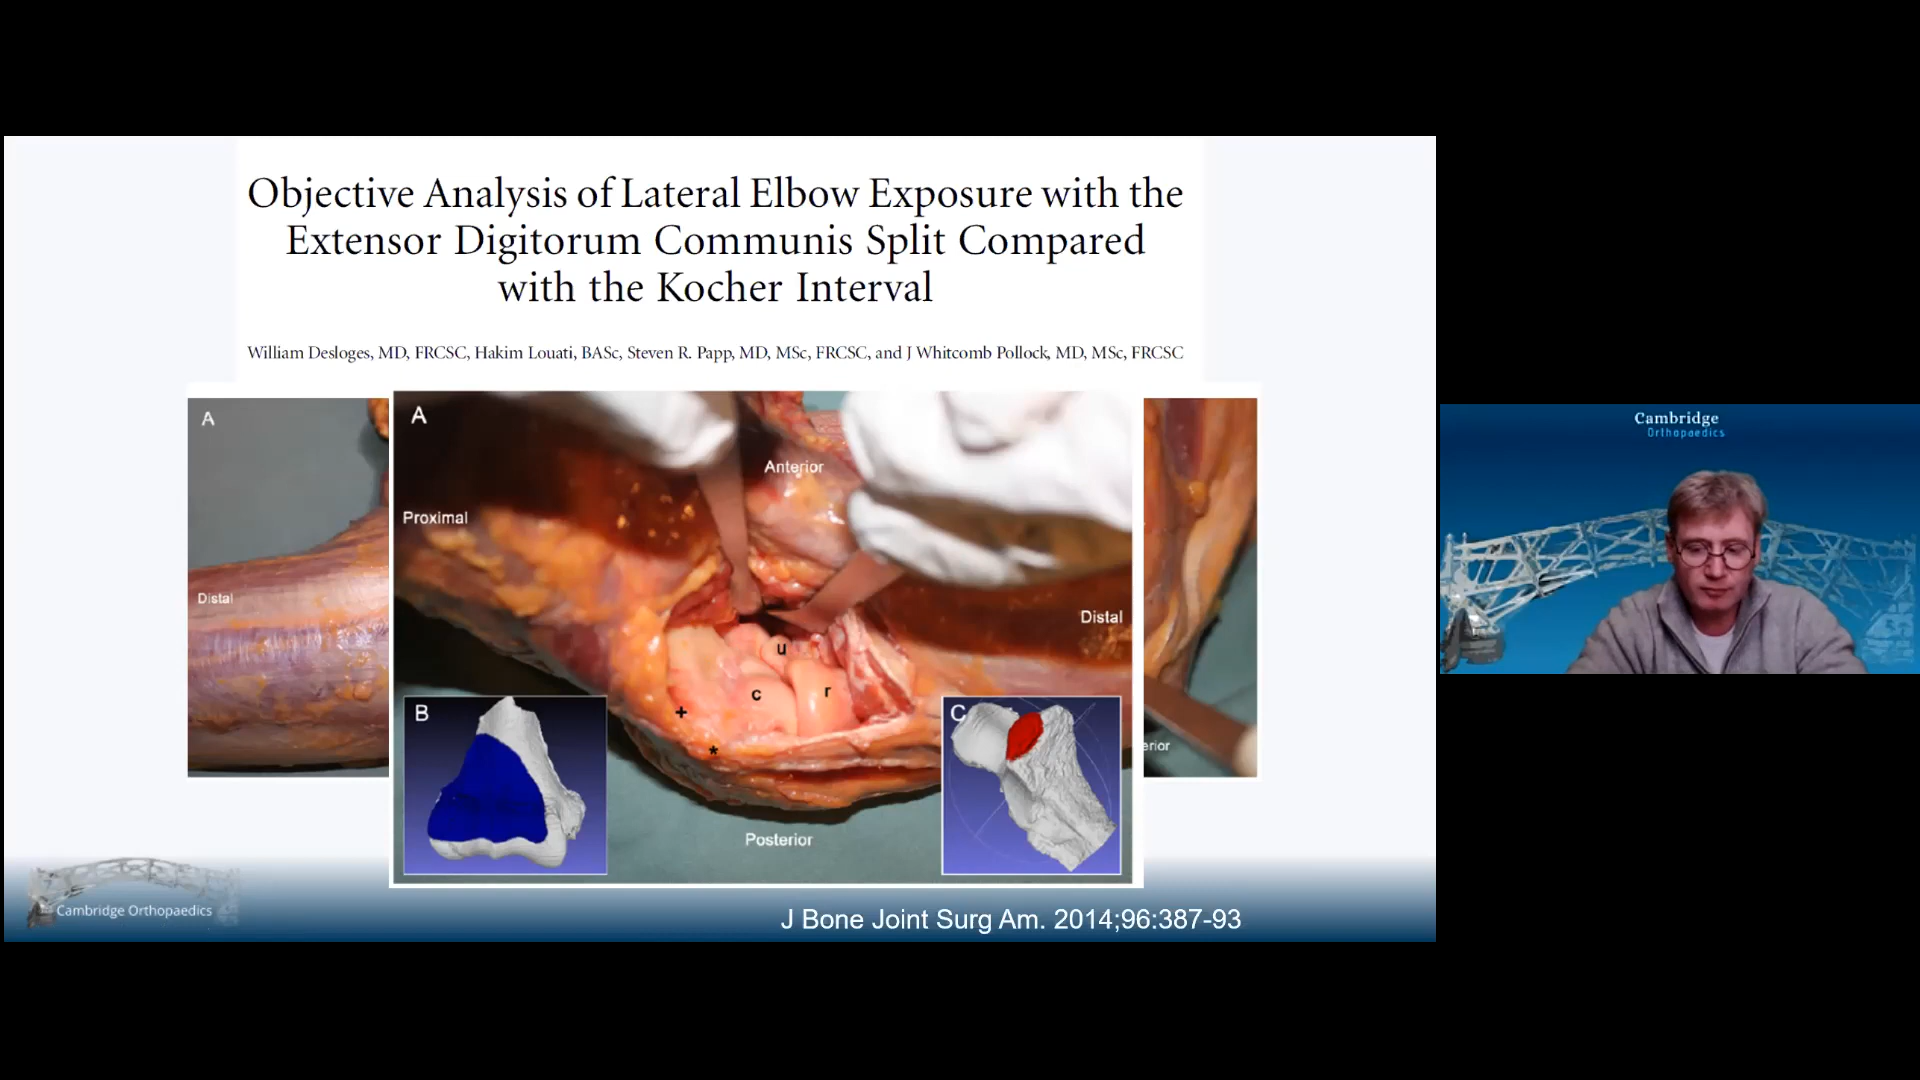 Objective Analysis of Lateral Elbow Exposure with the
Extensor Digitorum Communis Split Compared
with the Kocher Interval
William Desloges, MD, FRCSC, Hakim Louati, BASc, Steven R. Papp, MD, MSc, FRCSC, and J Whitcomb Pollock, MD, MSc, FRCSC
A
Distal
A
Anterior
Proximal
Distal
u
c
r
+
*
B
C
Posterior
erior
Cambridge Orthopaedics
J Bone Joint Surg Am. 2014;96:387-93
Cambridge
Orthopaedics